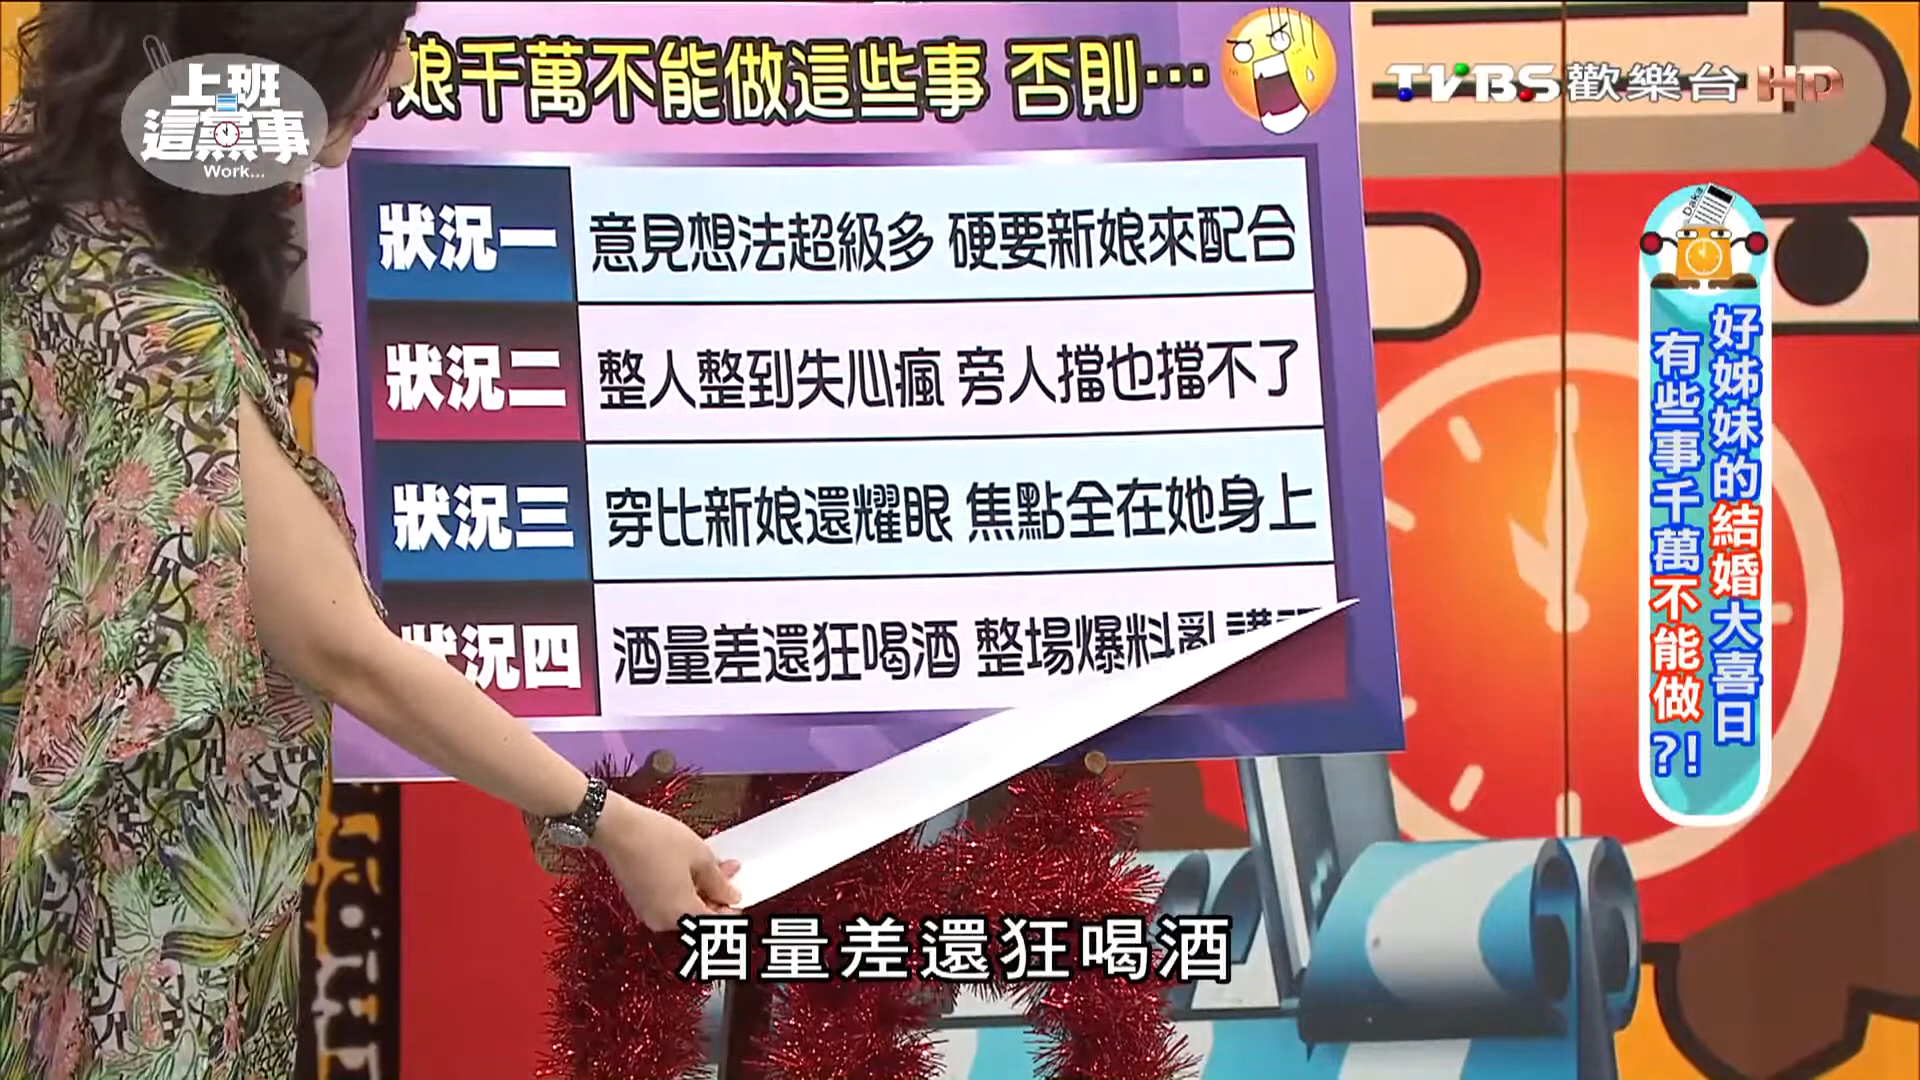 上班
這黨事
Work...
娘千萬不能做這些事 否則…
TVBS歡樂台 HD
狀況一 意見想法超級多 硬要新娘來配合
狀況二 整人整到失心瘋 旁人擋也擋不了
狀況三 穿比新娘還耀眼 焦點全在她身上
狀況四 酒量差還狂喝酒 整場爆料亂講
好姊妹的結婚大喜日
有些事千萬不能做?!
酒量差還狂喝酒